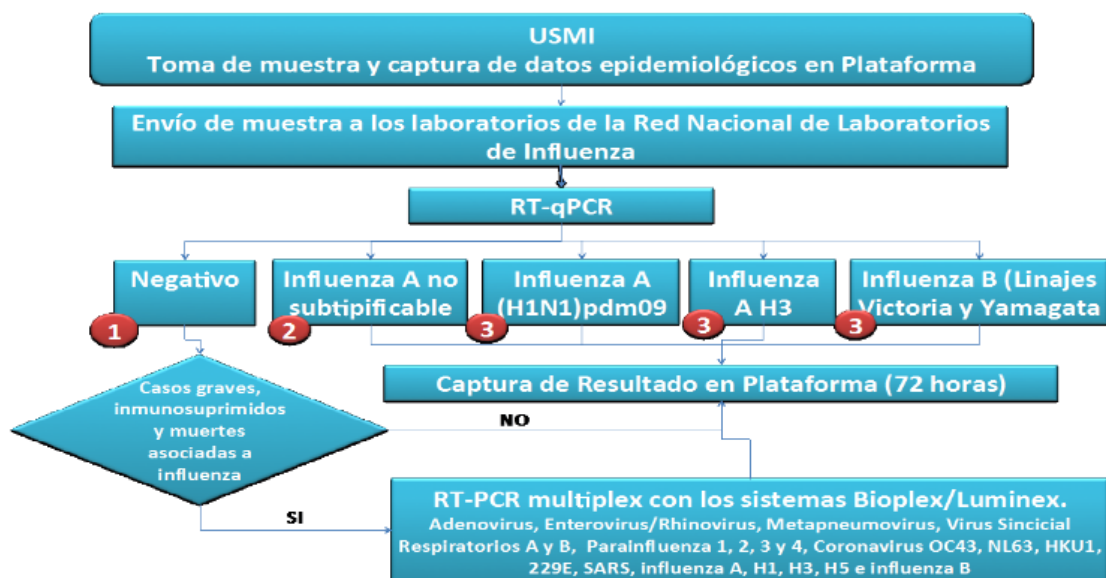 USMI
Toma de muestra y captura de datos epidemiológicos en Plataforma
Envío de muestra a los laboratorios de la Red Nacional de Laboratorios
de Influenza
RT-qPCR
Negativo
1
Influenza A no
subtipificable
2
Influenza A
(H1N1)pdm09
3
Influenza
A H3
3
Influenza B (Linajes
Victoria y Yamagata
3
Casos graves,
inmunosuprimidos
y muertes
asociadas a
influenza
Captura de Resultado en Plataforma (72 horas)
NO
SI
RT-PCR multiplex con los sistemas Bioplex/Luminex.
Adenovirus, Enterovirus/Rhinovirus, Metapneumovirus, Virus Sincicial
Respiratorios A y B, Parainfluenza 1, 2, 3 y 4, Coronavirus OC43, NL63, HKU1,
229E, SARS, influenza A, H1, H3, H5 e influenza B